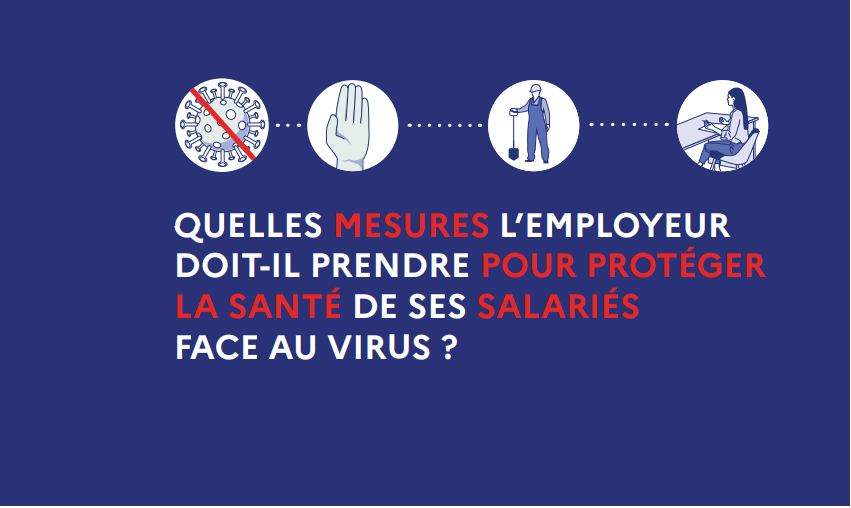 QUELLES MESURES L’EMPLOYEUR
DOIT-IL PRENDRE POUR PROTÉGER
LA SANTÉ DE SES SALARIÉS
FACE AU VIRUS ?